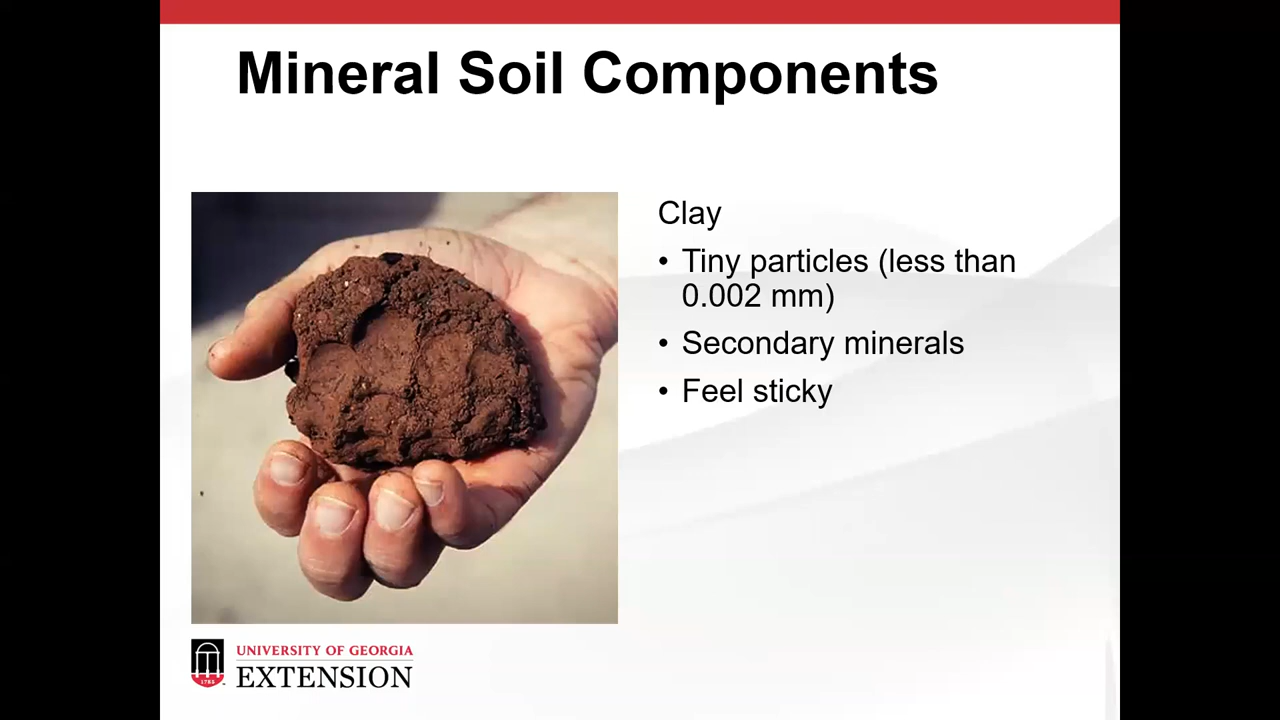 Mineral Soil Components
Clay
• Tiny particles (less than
0.002 mm)
• Secondary minerals
• Feel sticky
UNIVERSITY OF GEORGIA
EXTENSION
1785